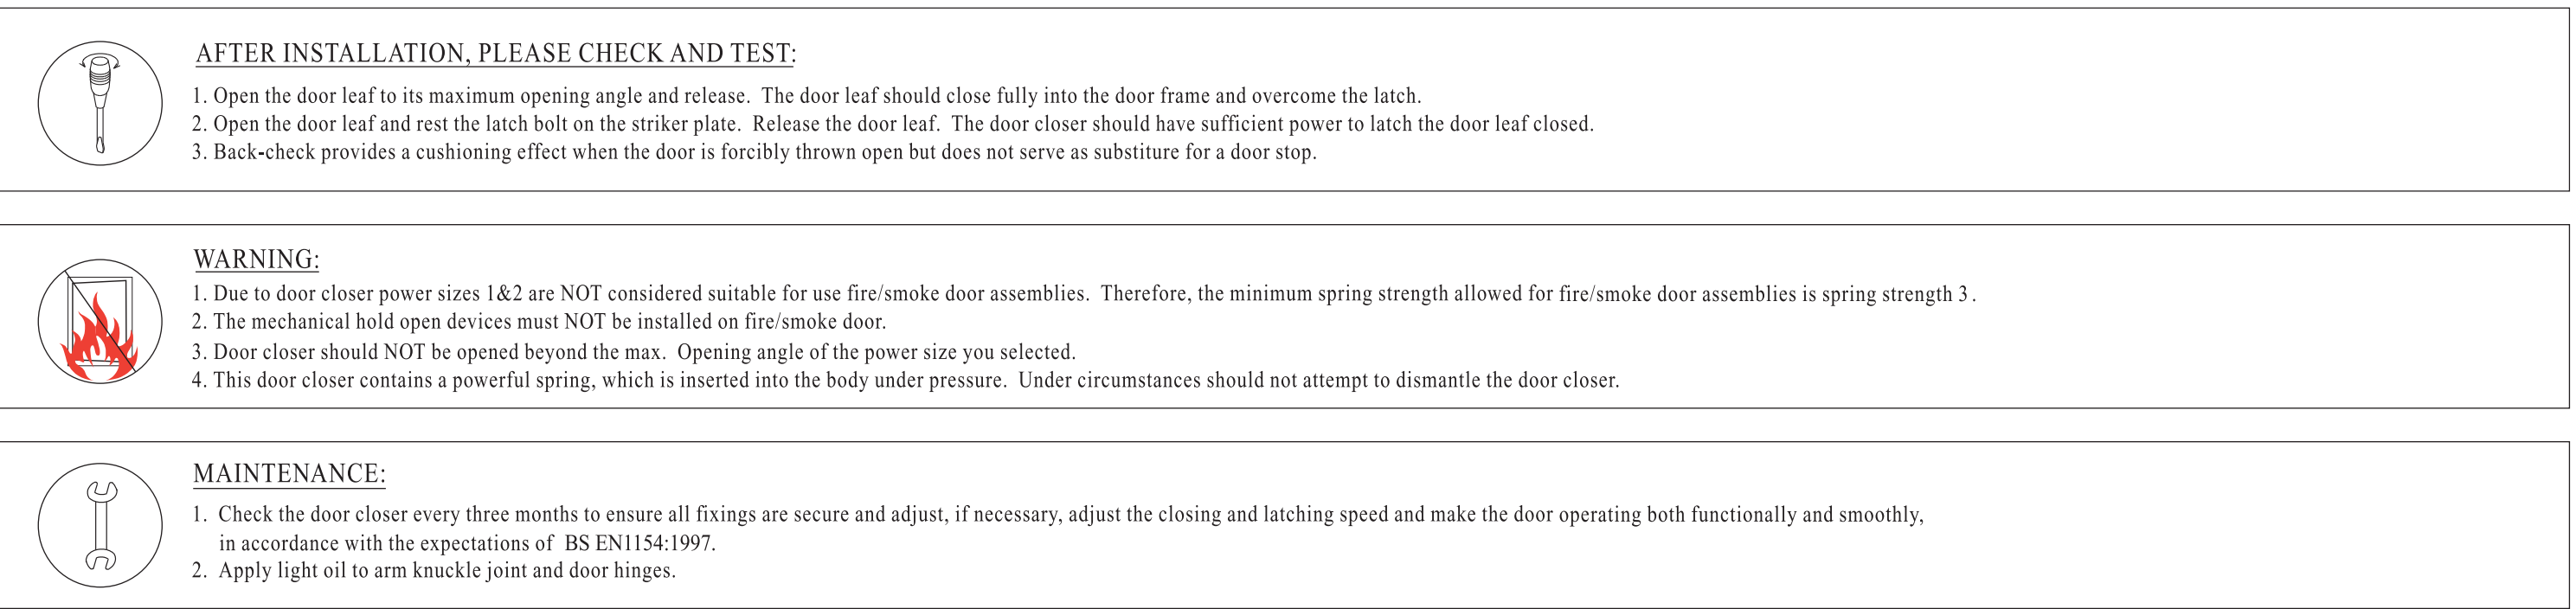 AFTER INSTALLATION, PLEASE CHECK AND TEST:
1. Open the door leaf to its maximum opening angle and release. The door leaf should close fully into the door frame and overcome the latch.
2. Open the door leaf and rest the latch bolt on the striker plate. Release the door leaf. The door closer should have sufficient power to latch the door leaf closed.
3. Back-check provides a cushioning effect when the door is forcibly thrown open but does not serve as substiture for a door stop.
WARNING:
1. Due to door closer power sizes 1&2 are NOT considered suitable for use fire/smoke door assemblies. Therefore, the minimum spring strength allowed for fire/smoke door assemblies is spring strength 3.
2. The mechanical hold open devices must NOT be installed on fire/smoke door.
3. Door closer should NOT be opened beyond the max. Opening angle of the power size you selected.
4. This door closer contains a powerful spring, which is inserted into the body under pressure. Under circumstances should not attempt to dismantle the door closer.
MAINTENANCE:
1. Check the door closer every three months to ensure all fixings are secure and adjust, if necessary, adjust the closing and latching speed and make the door operating both functionally and smoothly,
in accordance with the expectations of BS EN1154:1997.
2. Apply light oil to arm knuckle joint and door hinges.